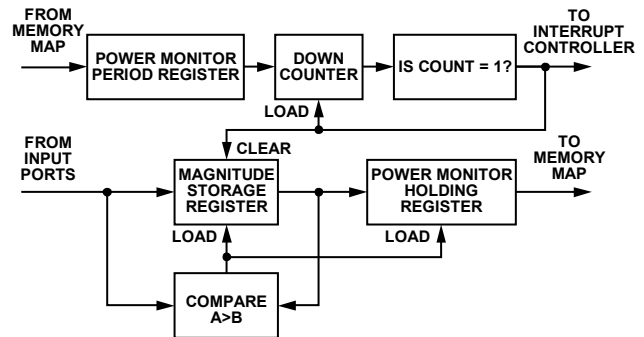 FROM
MEMORY
MAP
POWER MONITOR
PERIOD REGISTER
DOWN
COUNTER
IS COUNT = 1?
TO
INTERRUPT
CONTROLLER
LOAD
CLEAR
FROM
INPUT
PORTS
MAGNITUDE
STORAGE
REGISTER
POWER MONITOR
HOLDING
REGISTER
TO
MEMORY
MAP
LOAD
LOAD
COMPARE
A>B